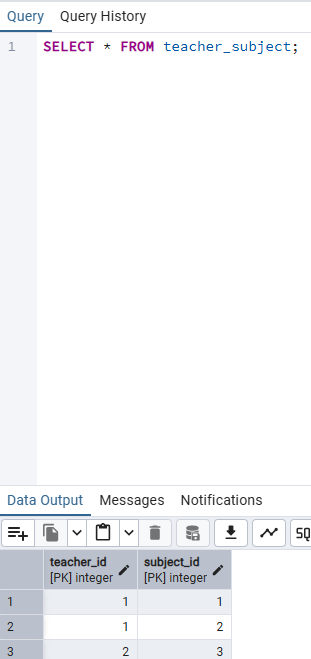 Query Query History
1 SELECT * FROM teacher_subject;
Data Output Messages Notifications
SQ
teacher_id subject_id
[PK] integer [PK] integer
1 1 1
2 1 2
3 2 3